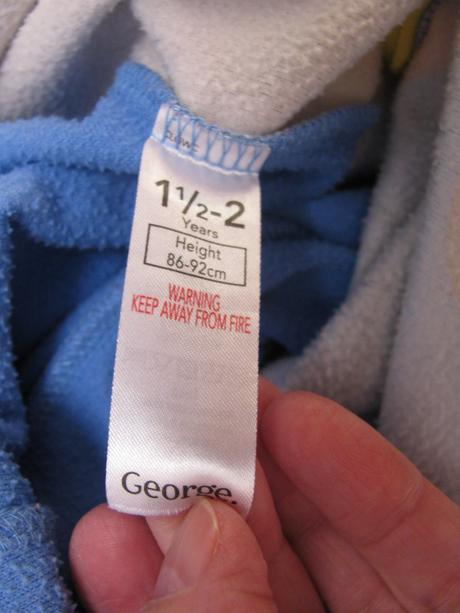 1½-2
Years
Height
86-92cm
WARNING
KEEP AWAY FROM FIRE
George.